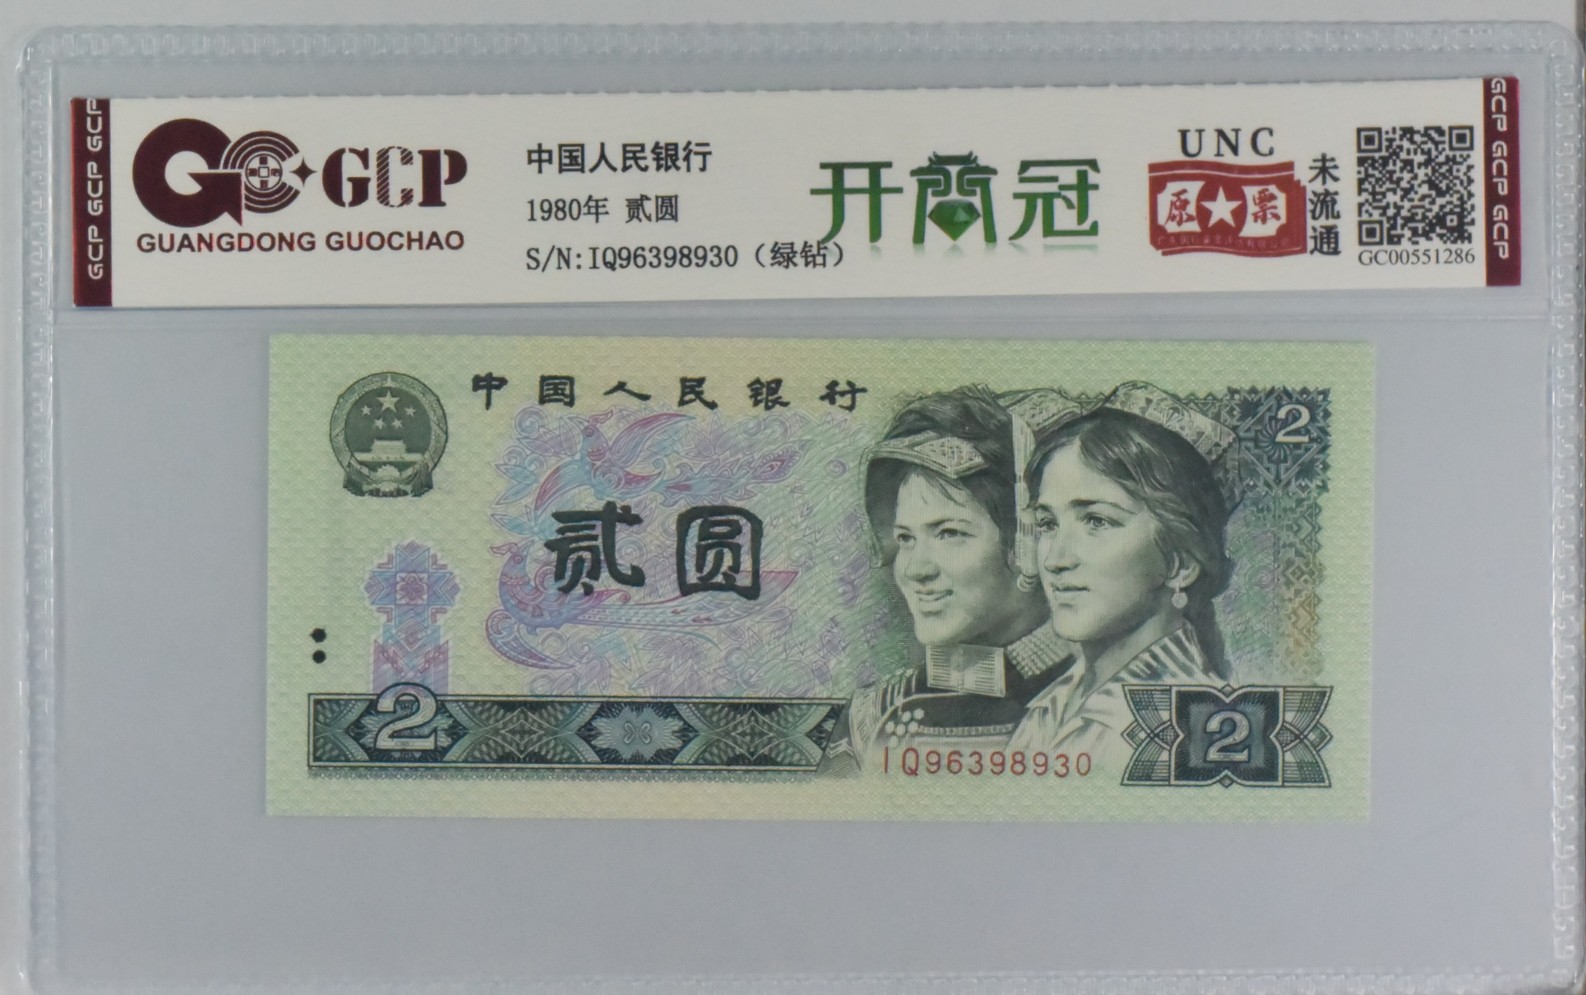 GCP GCP GCP
GCP
GUANGDONG GUOCHAO
中国人民银行
1980年 贰圆
S/N:IQ96398930（绿钻）
开门冠
UNC
原票
未流通
GC00551286
GCP GCP GCP
中国人民银行
2
贰圆
2
IQ96398930
2